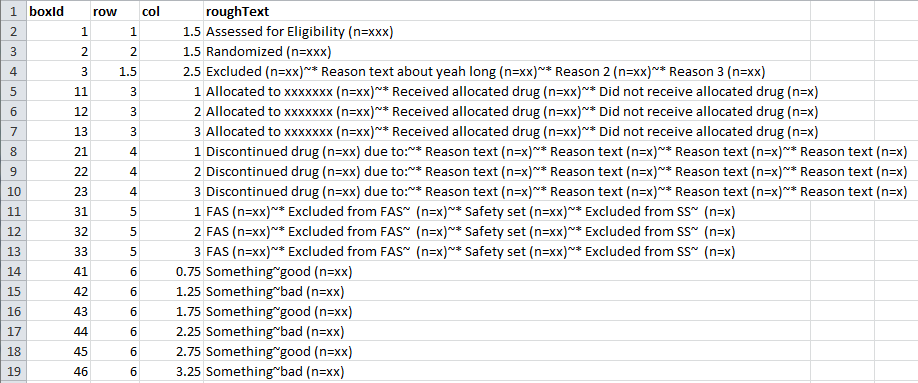 1 boxId row col roughText
2 1 1 1.5 Assessed for Eligibility (n=xxx)
3 2 2 1.5 Randomized (n=xxx)
4 3 1.5 2.5 Excluded (n=xx)~* Reason text about yeah long (n=xx)~* Reason 2 (n=xx)~* Reason 3 (n=xx)
5 11 3 1 Allocated to xxxxxxx (n=xx)~* Received allocated drug (n=xx)~* Did not receive allocated drug (n=x)
6 12 3 2 Allocated to xxxxxxx (n=xx)~* Received allocated drug (n=xx)~* Did not receive allocated drug (n=x)
7 13 3 3 Allocated to xxxxxxx (n=xx)~* Received allocated drug (n=xx)~* Did not receive allocated drug (n=x)
8 21 4 1 Discontinued drug (n=xx) due to:~* Reason text (n=x)~* Reason text (n=x)~* Reason text (n=x)~* Reason text (n=x)
9 22 4 2 Discontinued drug (n=xx) due to:~* Reason text (n=x)~* Reason text (n=x)~* Reason text (n=x)~* Reason text (n=x)
10 23 4 3 Discontinued drug (n=xx) due to:~* Reason text (n=x)~* Reason text (n=x)~* Reason text (n=x)~* Reason text (n=x)
11 31 5 1 FAS (n=xx)~* Excluded from FAS~ (n=x)~* Safety set (n=xx)~* Excluded from SS~ (n=x)
12 32 5 2 FAS (n=xx)~* Excluded from FAS~ (n=x)~* Safety set (n=xx)~* Excluded from SS~ (n=x)
13 33 5 3 FAS (n=xx)~* Excluded from FAS~ (n=x)~* Safety set (n=xx)~* Excluded from SS~ (n=x)
14 41 6 0.75 Something~good (n=xx)
15 42 6 1.25 Something~bad (n=xx)
16 43 6 1.75 Something~good (n=xx)
17 44 6 2.25 Something~bad (n=xx)
18 45 6 2.75 Something~good (n=xx)
19 46 6 3.25 Something~bad (n=xx)